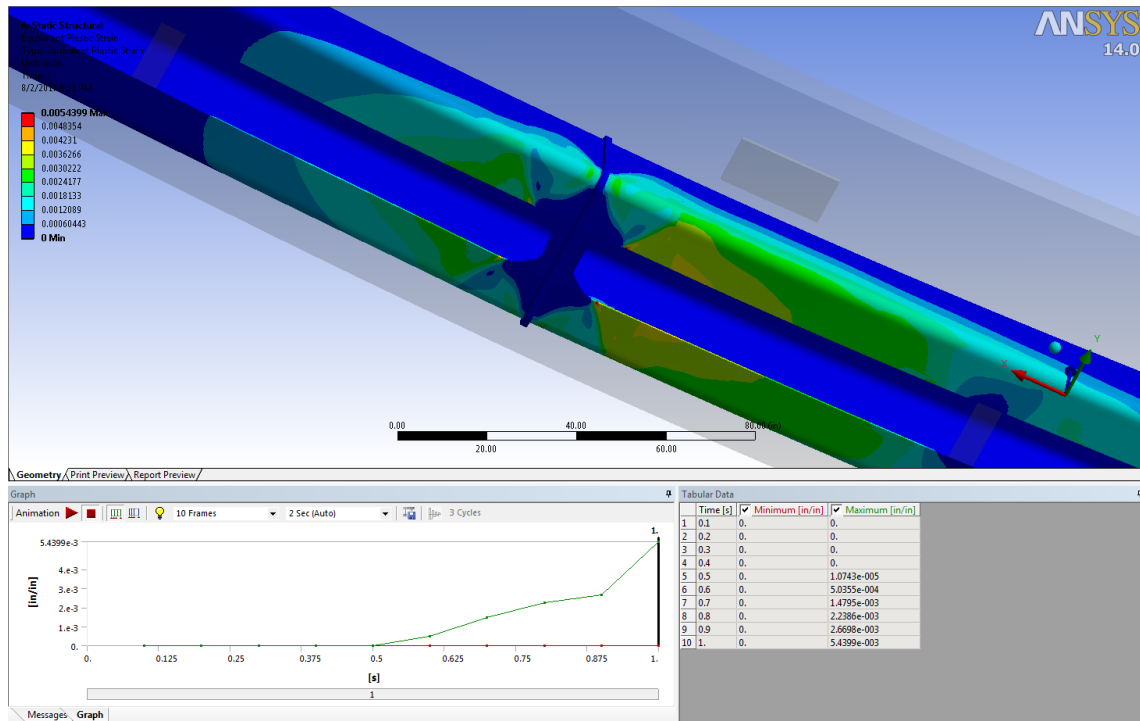 A: Static Structural
Equivalent Plastic Strain
Type: Equivalent Plastic Strain
8/2/201
0.0054399 Max
0.0048354
0.004231
0.0036266
0.0030222
0.0024177
0.0018133
0.0012089
0.00060443
0 Min
ANSYS
14.0
Y
X
0.00 40.00 80.00 (in)
20.00 60.00
Geometry Print Preview Report Preview
Graph
Animation 10 Frames 2 Sec (Auto) 3 Cycles
1.
5.4399e-3
4.e-3
3.e-3
2.e-3
1.e-3
0.
[in/in]
0. 0.125 0.25 0.375 0.5 0.625 0.75 0.875 1.
[s]
1
Messages Graph
Tabular Data
Time [s] Minimum [in/in] Maximum [in/in]
1 0.1 0. 0.
2 0.2 0. 0.
3 0.3 0. 0.
4 0.4 0. 0.
5 0.5 0. 1.0743e-005
6 0.6 0. 5.0355e-004
7 0.7 0. 1.4795e-003
8 0.8 0. 2.2386e-003
9 0.9 0. 2.6698e-003
10 1. 0. 5.4399e-003